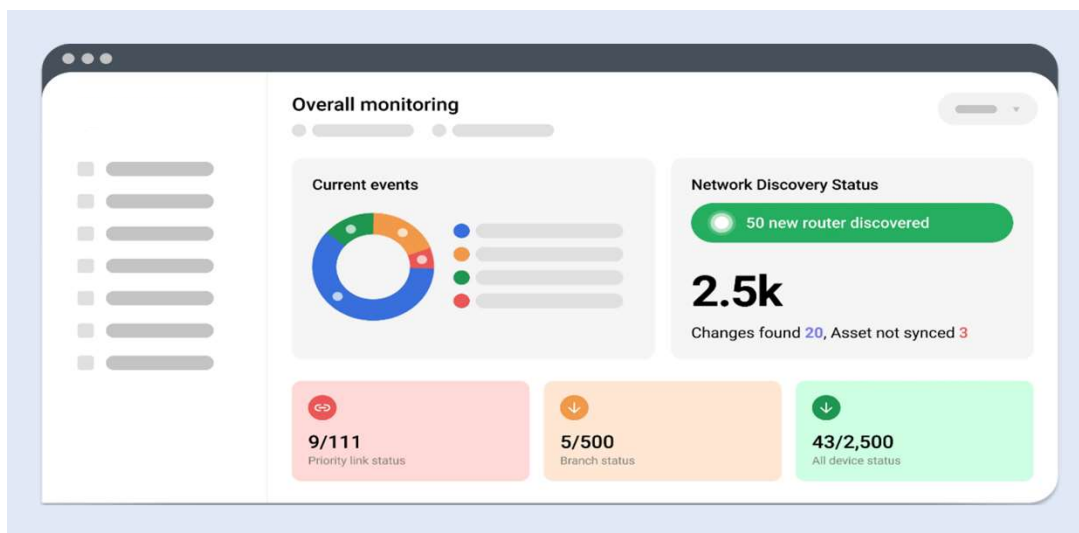 Overall monitoring
Current events
Network Discovery Status
50 new router discovered
2.5k
Changes found 20, Asset not synced 3
9/111
Priority link status
5/500
Branch status
43/2,500
All device status